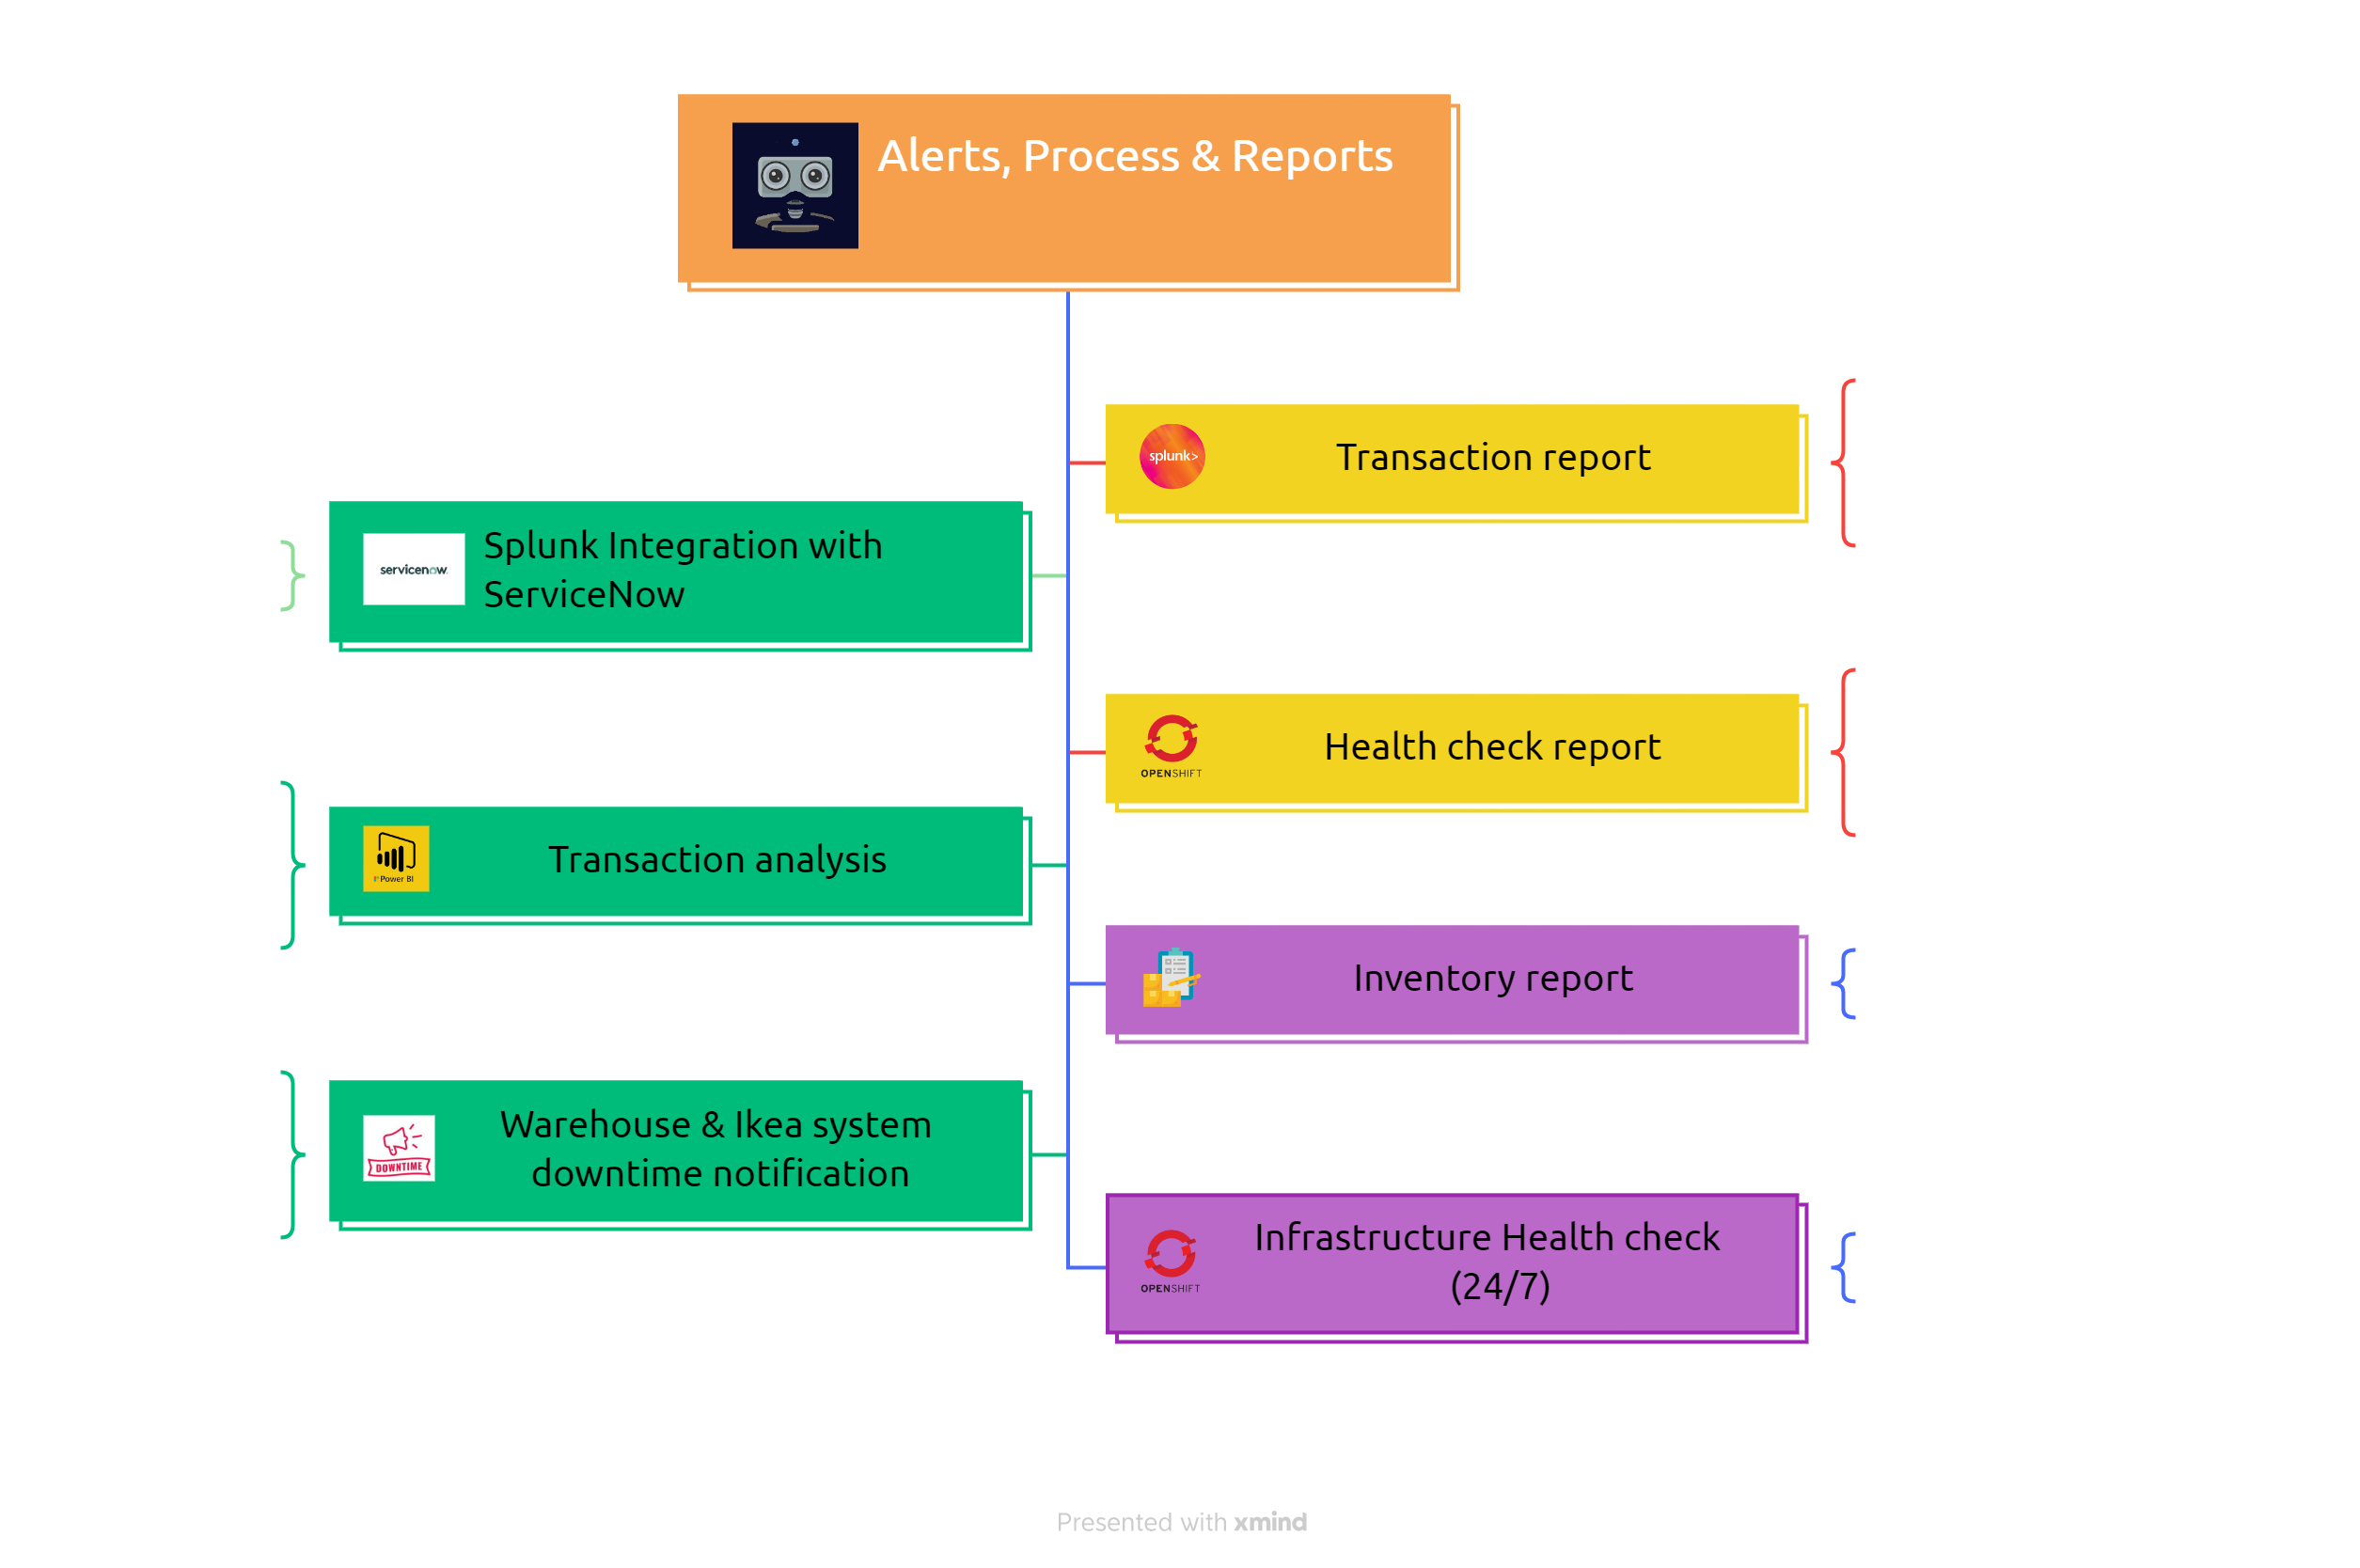 Alerts, Process & Reports
splunk>
Transaction report
servicenow
Splunk Integration with
ServiceNow
OPENSHIFT
Health check report
Power BI
Transaction analysis
Inventory report
DOWNTIME
Warehouse & Ikea system
downtime notification
OPENSHIFT
Infrastructure Health check
(24/7)
Presented with xmind